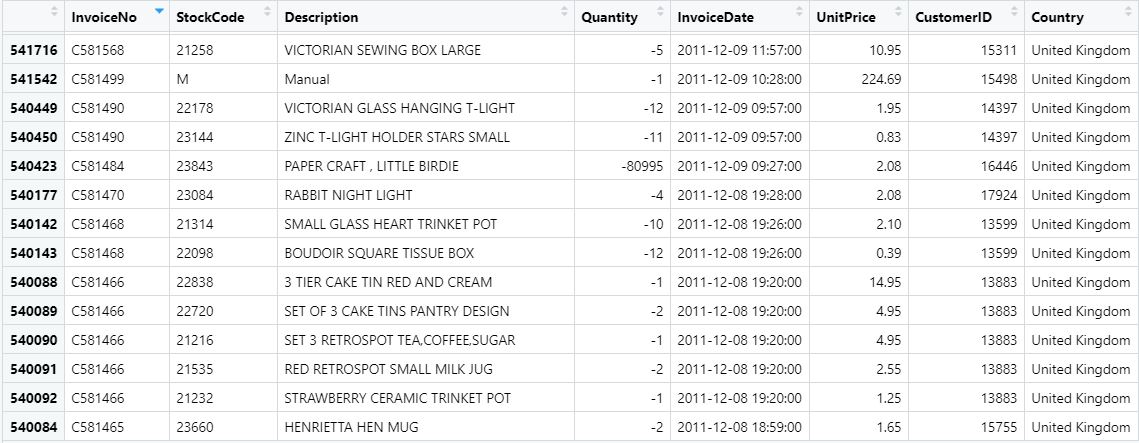 InvoiceNo StockCode Description Quantity InvoiceDate UnitPrice CustomerID Country
541716 C581568 21258 VICTORIAN SEWING BOX LARGE -5 2011-12-09 11:57:00 10.95 15311 United Kingdom
541542 C581499 M Manual -1 2011-12-09 10:28:00 224.69 15498 United Kingdom
540449 C581490 22178 VICTORIAN GLASS HANGING T-LIGHT -12 2011-12-09 09:57:00 1.95 14397 United Kingdom
540450 C581490 23144 ZINC T-LIGHT HOLDER STARS SMALL -11 2011-12-09 09:57:00 0.83 14397 United Kingdom
540423 C581484 23843 PAPER CRAFT , LITTLE BIRDIE -80995 2011-12-09 09:27:00 2.08 16446 United Kingdom
540177 C581470 23084 RABBIT NIGHT LIGHT -4 2011-12-08 19:28:00 2.08 17924 United Kingdom
540142 C581468 21314 SMALL GLASS HEART TRINKET POT -10 2011-12-08 19:26:00 2.10 13599 United Kingdom
540143 C581468 22098 BOUDOIR SQUARE TISSUE BOX -12 2011-12-08 19:26:00 0.39 13599 United Kingdom
540088 C581466 22838 3 TIER CAKE TIN RED AND CREAM -1 2011-12-08 19:20:00 14.95 13883 United Kingdom
540089 C581466 22720 SET OF 3 CAKE TINS PANTRY DESIGN -2 2011-12-08 19:20:00 4.95 13883 United Kingdom
540090 C581466 21216 SET 3 RETROSPOT TEA,COFFEE,SUGAR -1 2011-12-08 19:20:00 4.95 13883 United Kingdom
540091 C581466 21535 RED RETROSPOT SMALL MILK JUG -2 2011-12-08 19:20:00 2.55 13883 United Kingdom
540092 C581466 21232 STRAWBERRY CERAMIC TRINKET POT -1 2011-12-08 19:20:00 1.25 13883 United Kingdom
540084 C581465 23660 HENRIETTA HEN MUG -2 2011-12-08 18:59:00 1.65 15755 United Kingdom